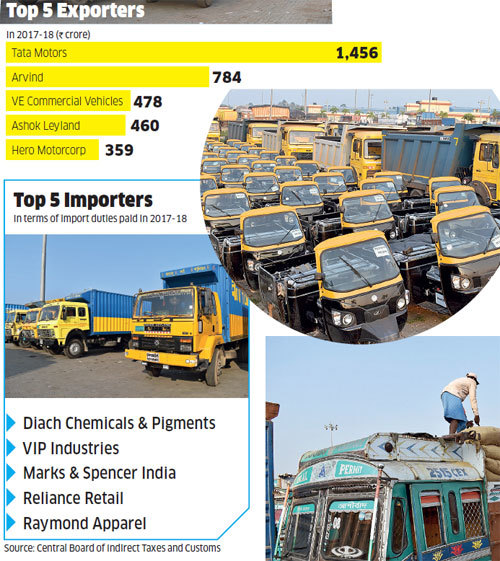 Top 5 Exporters
In 2017-18 (₹ crore)
Tata Motors 1,456
Arvind 784
VE Commercial Vehicles 478
Ashok Leyland 460
Hero Motorcorp 359
Top 5 Importers
In terms of import duties paid in 2017-18
Diach Chemicals & Pigments
VIP Industries
Marks & Spencer India
Reliance Retail
Raymond Apparel
Source: Central Board of Indirect Taxes and Customs
PERMIT